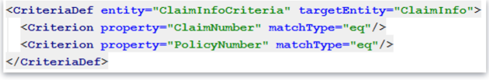 <CriteriaDef entity="ClaimInfoCriteria" targetEntity="ClaimInfo">
<Criterion property="ClaimNumber" matchType="eq"/>
<Criterion property="PolicyNumber" matchType="eq"/>
</CriteriaDef>